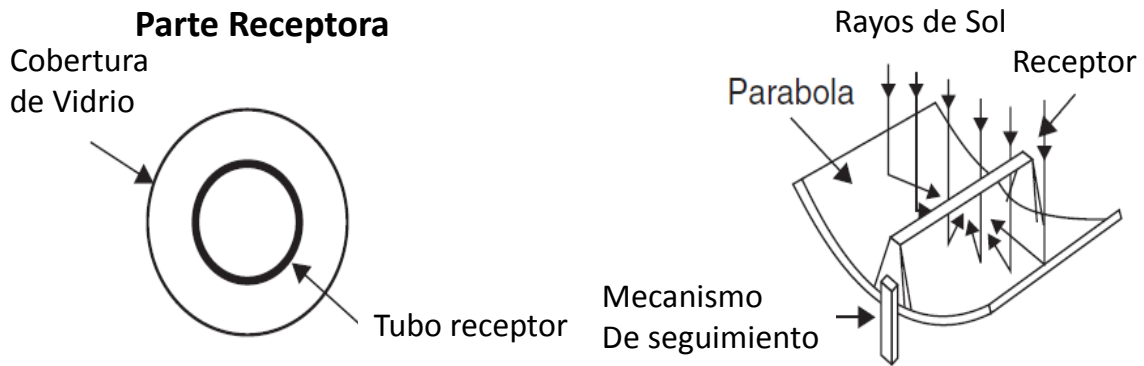 Parte Receptora
Cobertura
de Vidrio
Tubo receptor
Rayos de Sol
Receptor
Parabola
Mecanismo
De seguimiento